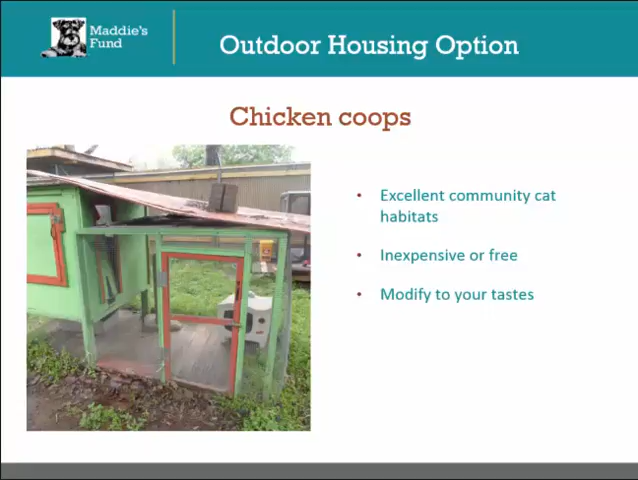 Maddie's
Fund
Outdoor Housing Option
Chicken coops
• Excellent community cat
habitats
• Inexpensive or free
• Modify to your tastes